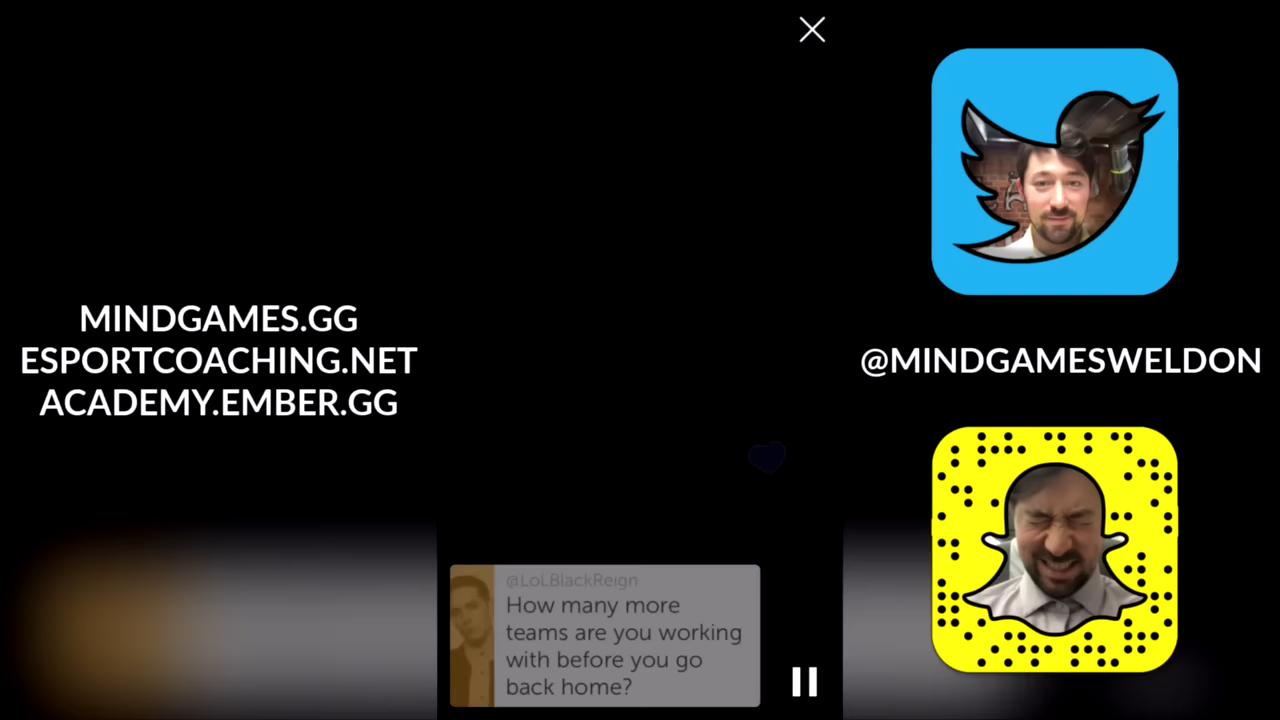 MINDGAMES.GG
ESPORTCOACHING.NET
ACADEMY.EMBER.GG
@LoLBlackReign
How many more
teams are you working
with before you go
back home?
@MINDGAMESWELDON